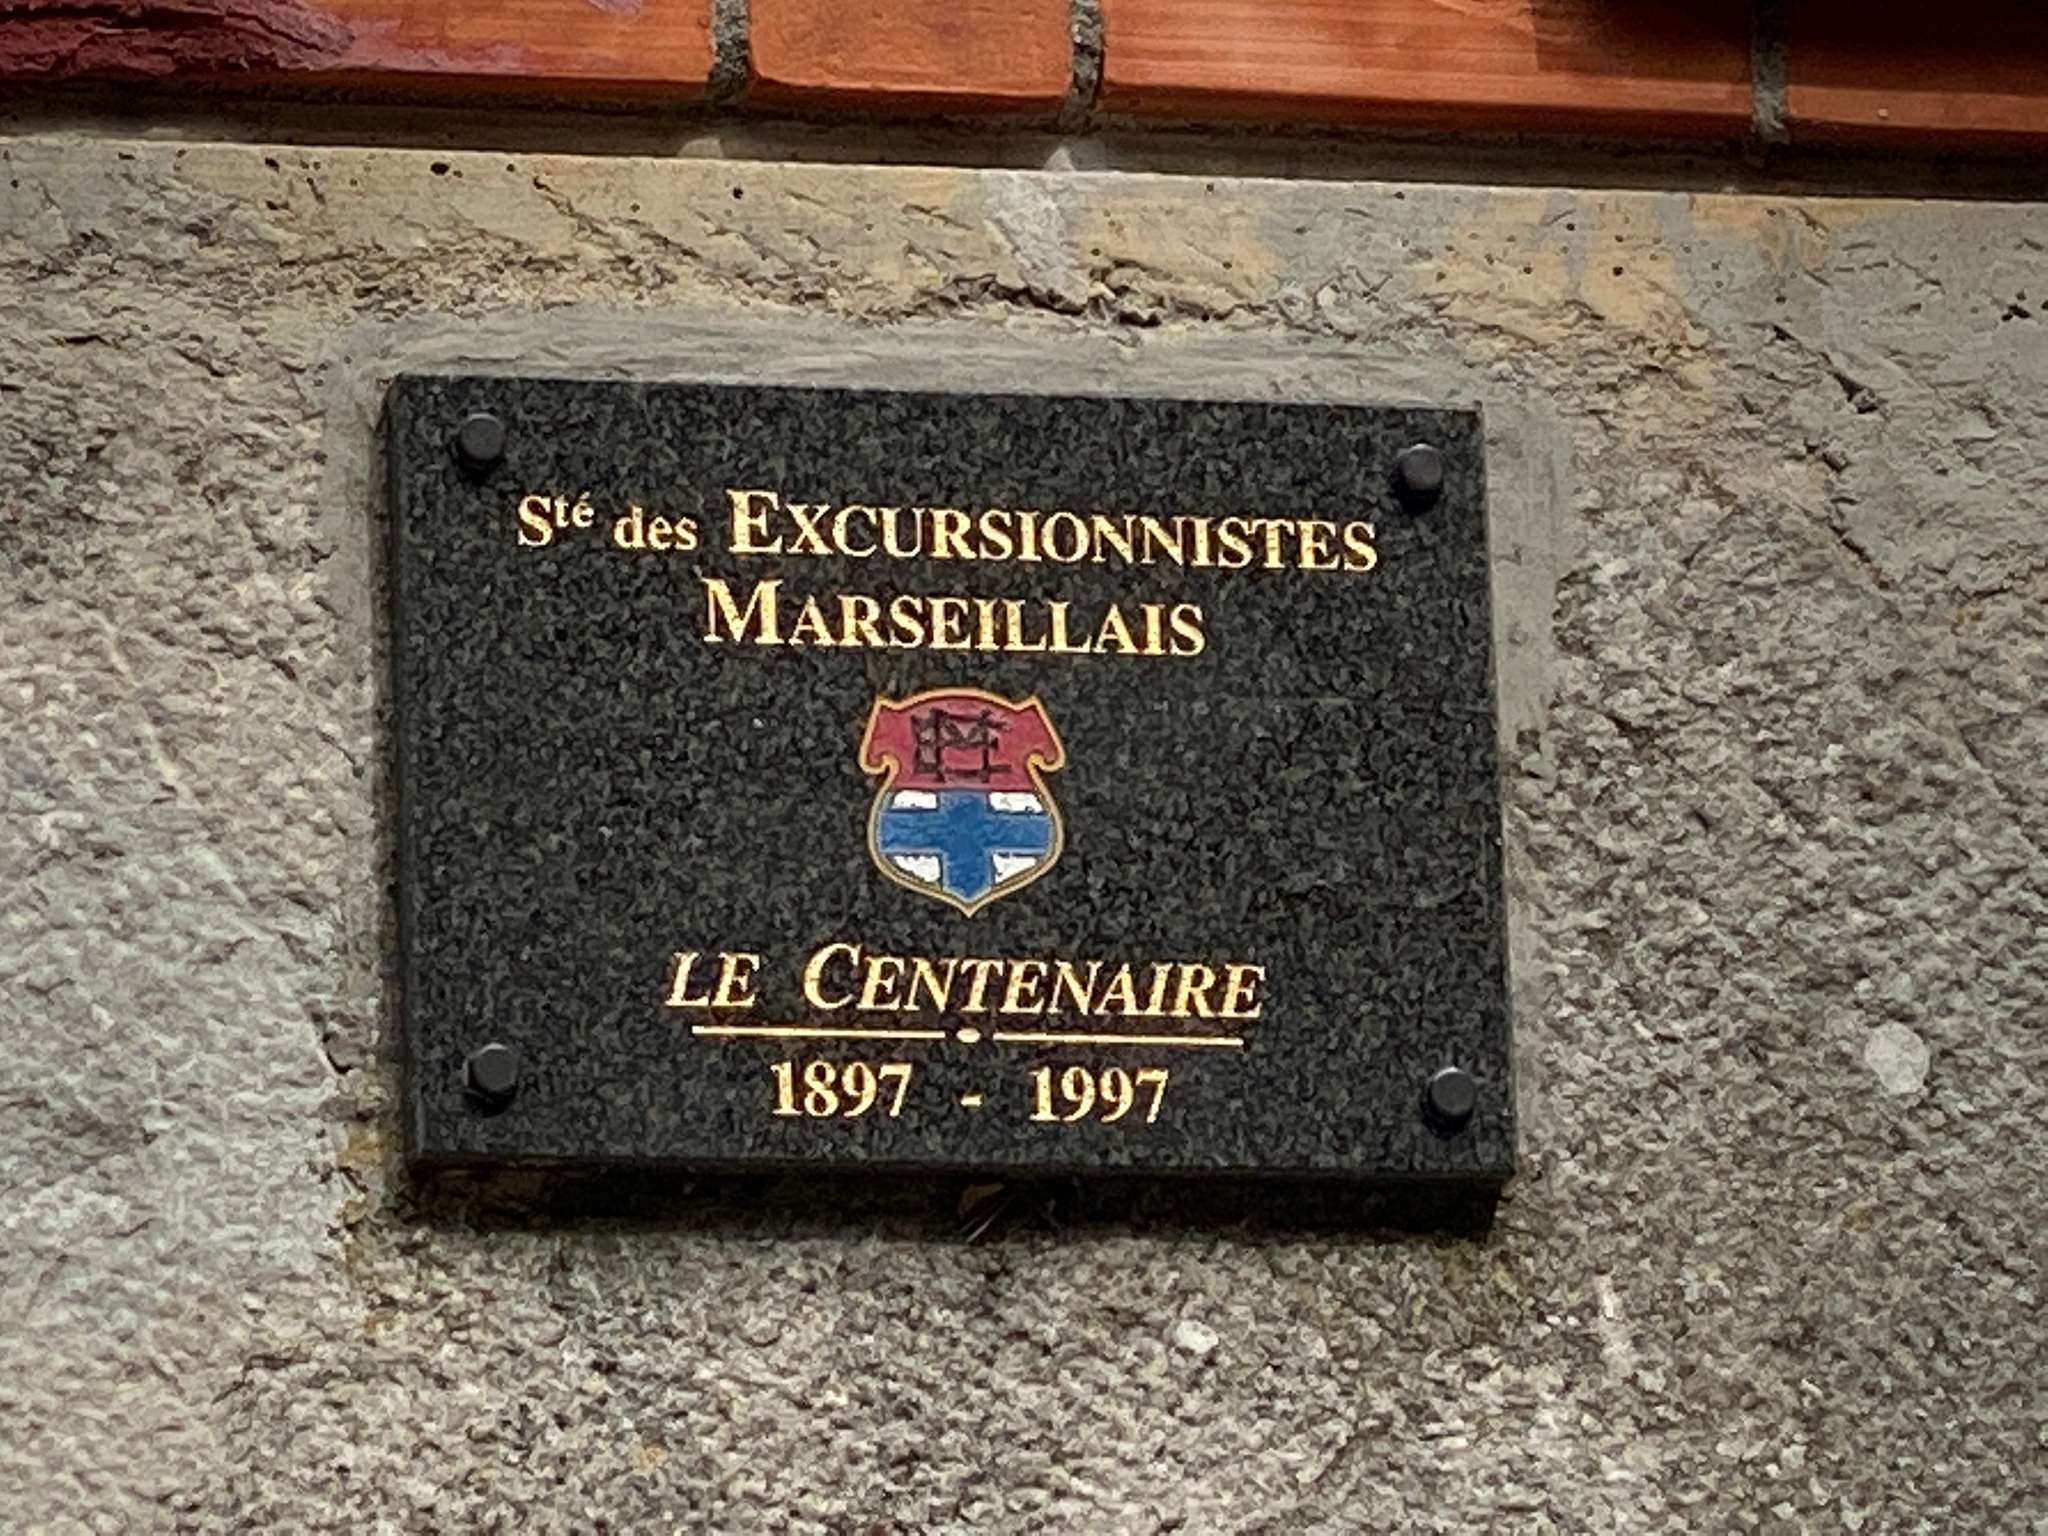 Sté des EXCURSIONNISTES
MARSEILLAIS
LE CENTENAIRE
1897 - 1997